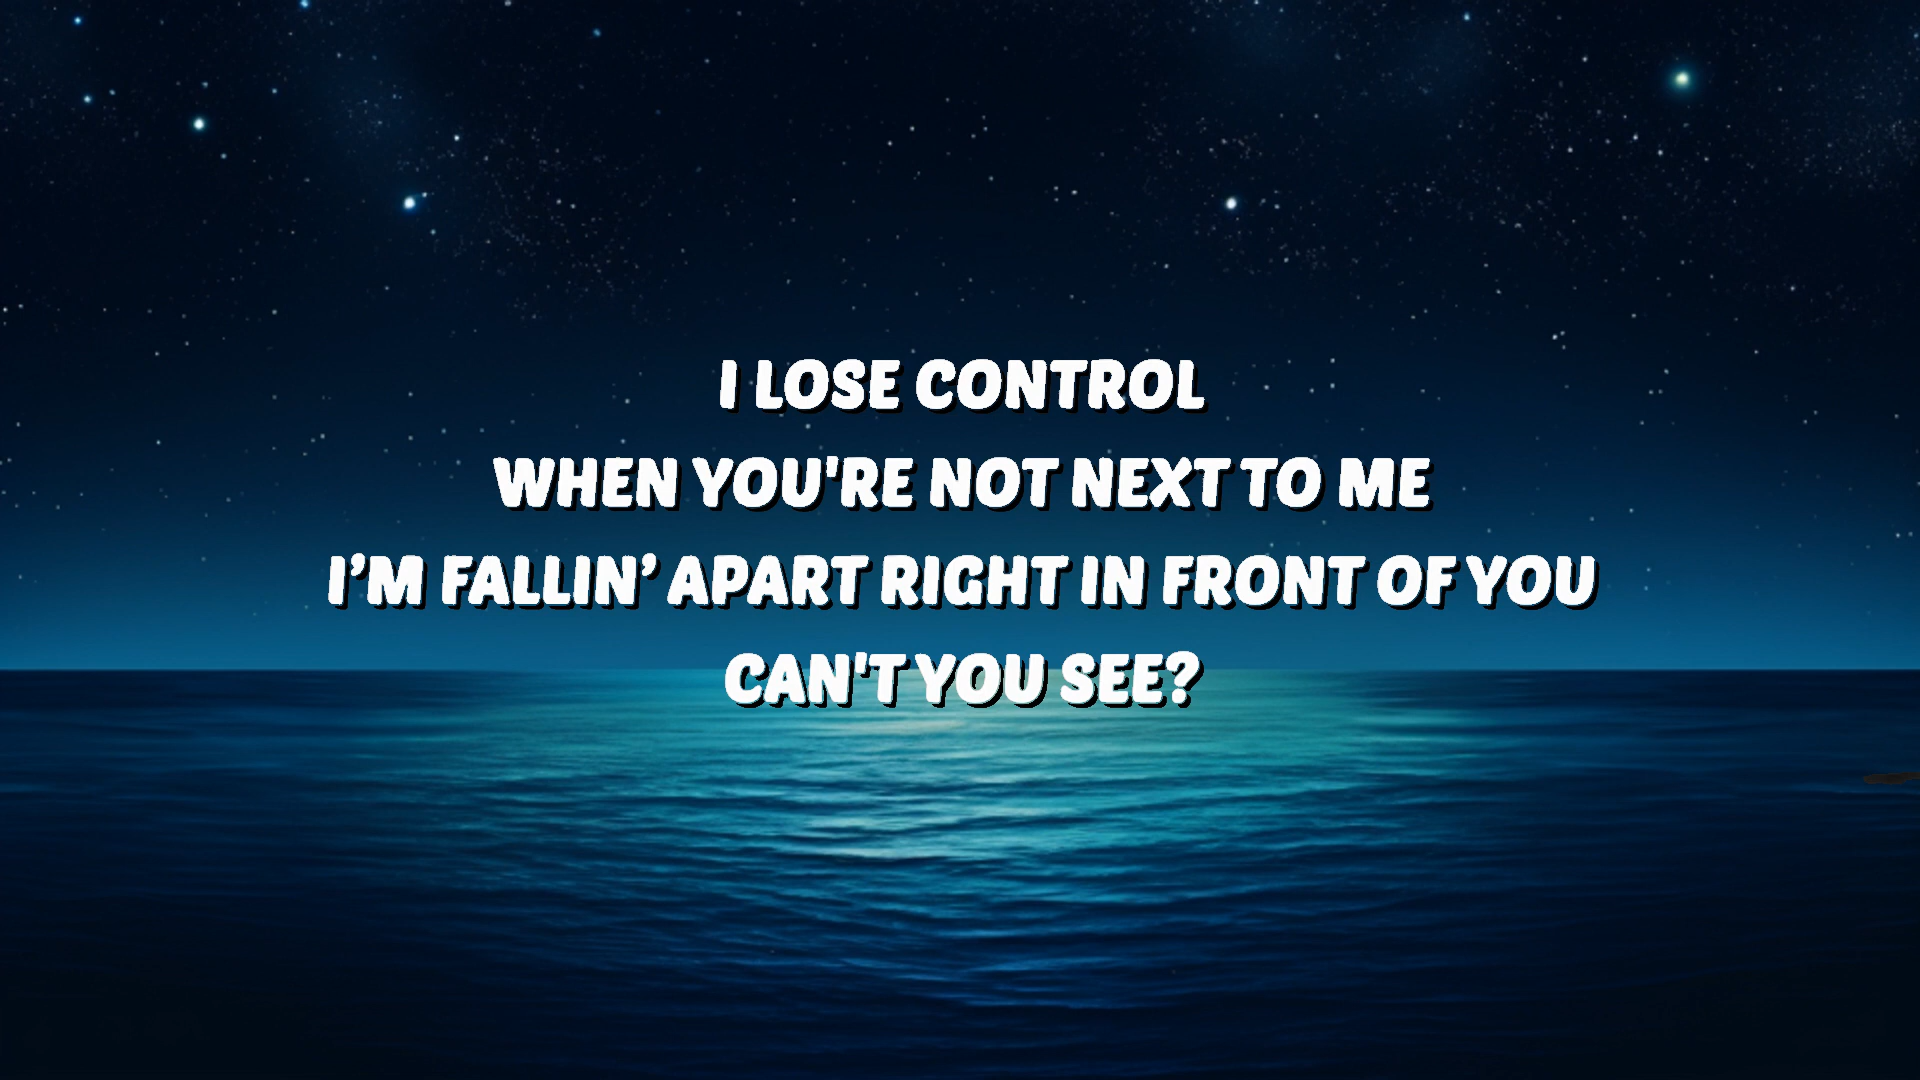 I LOSE CONTROL
WHEN YOU'RE NOT NEXT TO ME
I’M FALLIN’ APART RIGHT IN FRONT OF YOU
CAN'T YOU SEE?